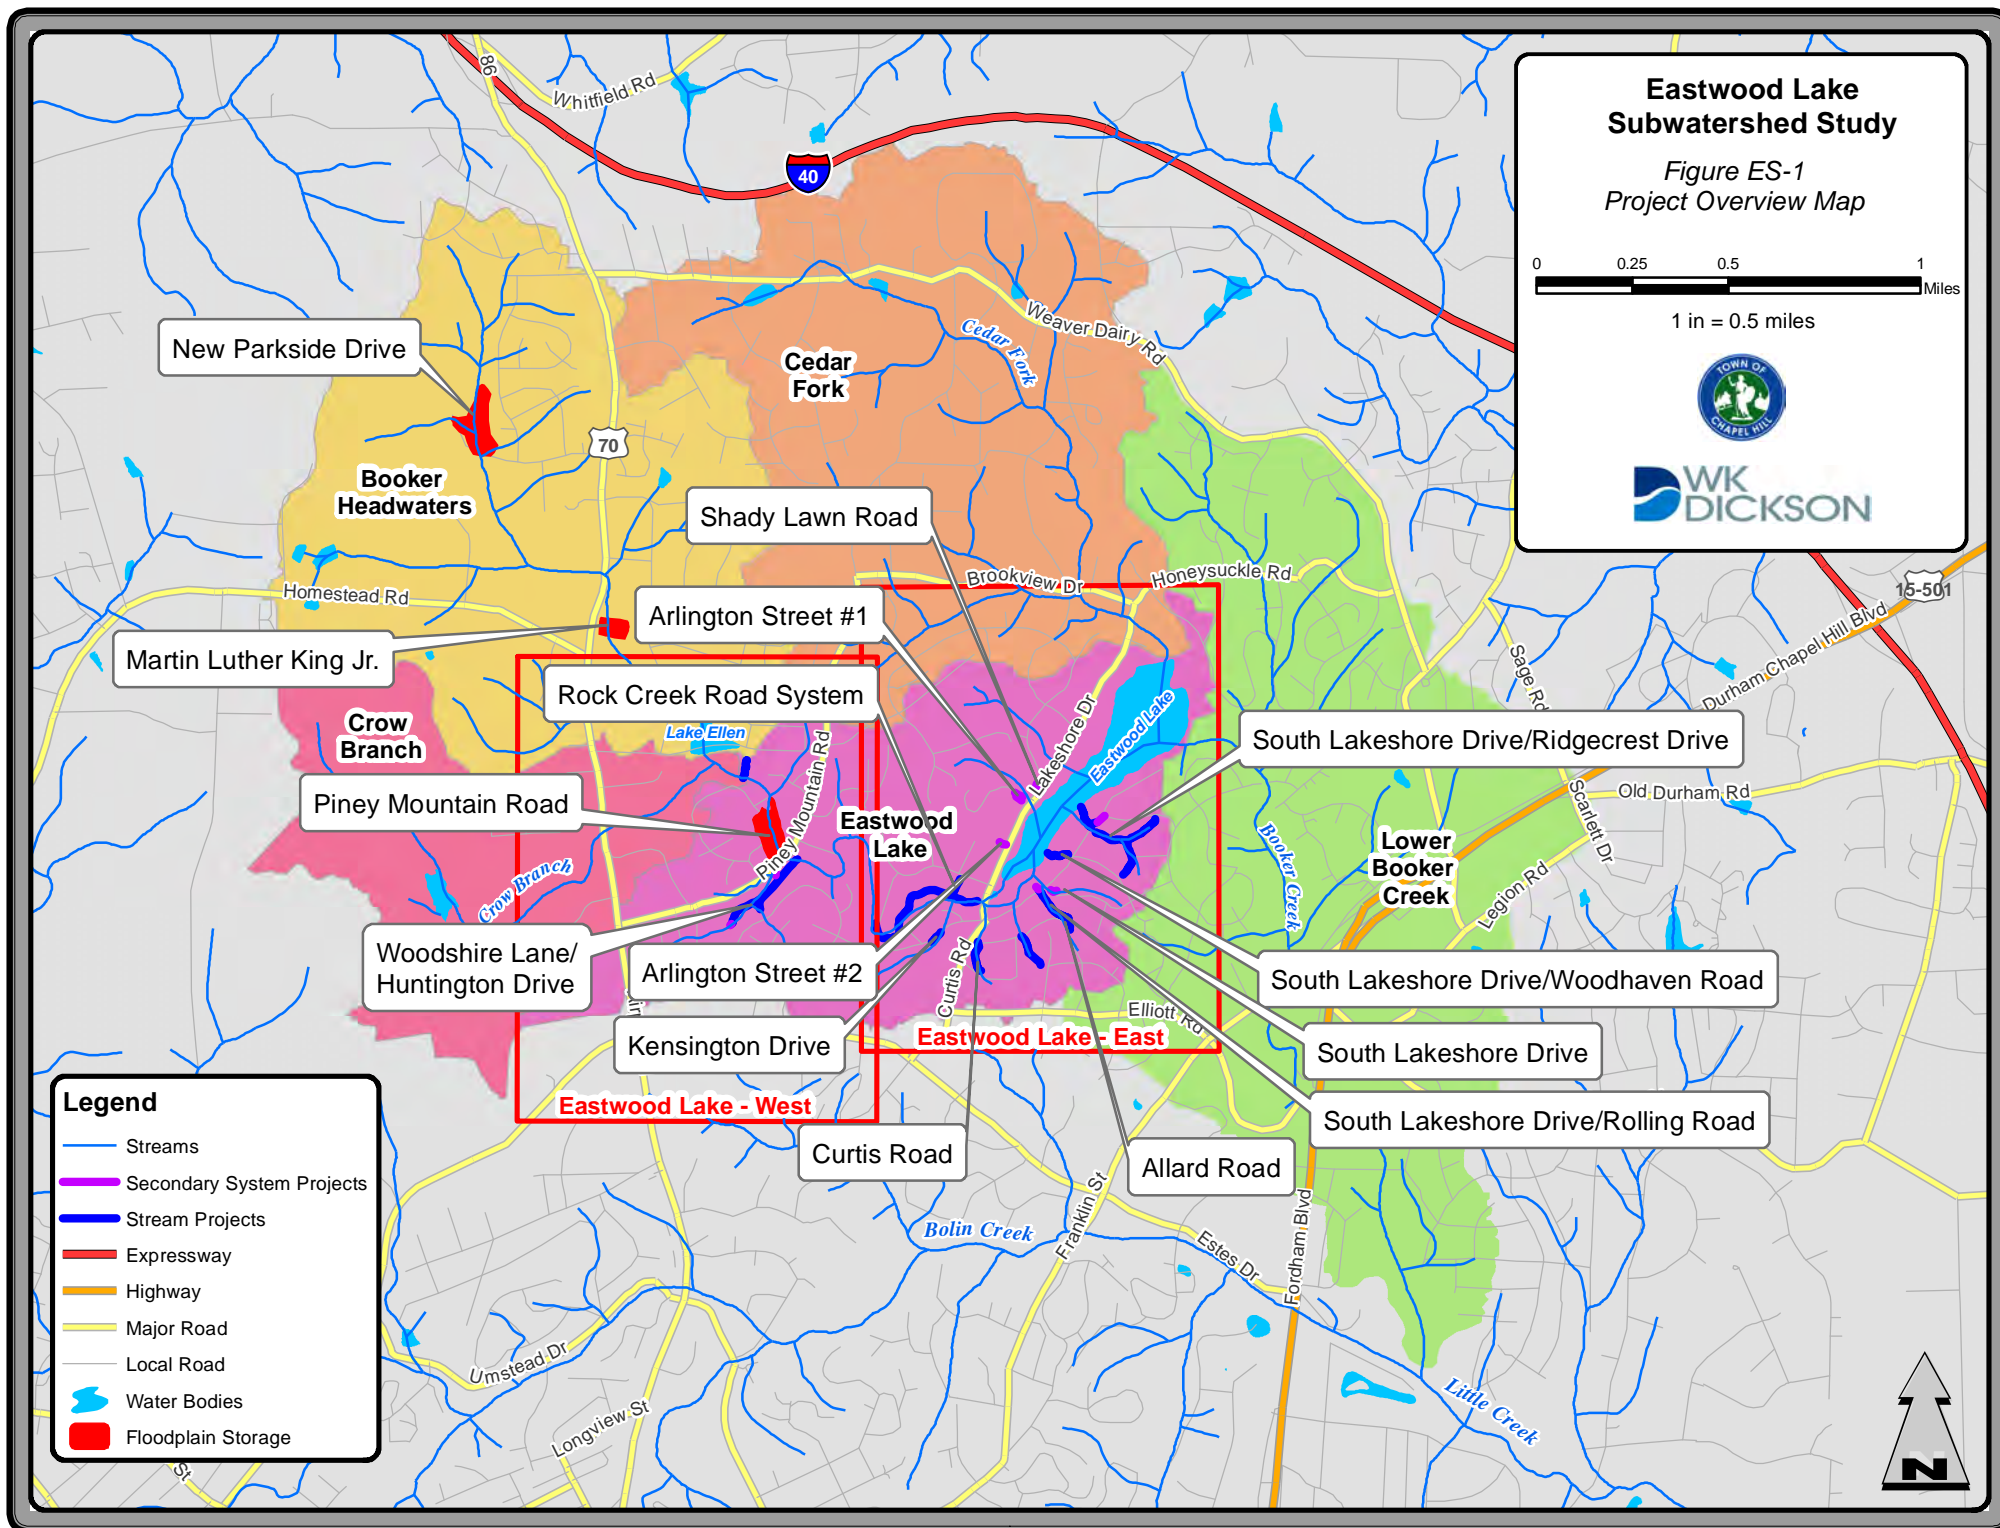 Eastwood Lake
Subwatershed Study
Figure ES-1
Project Overview Map
0
0.25
0.5
1
Miles
1 in = 0.5 miles
TOWN OF
CHAPEL HILL
WK
DICKSON
86
Whitfield Rd
40
Weaver Dairy Rd
Cedar Fork
Cedar
Fork
New Parkside Drive
70
Booker
Headwaters
Shady Lawn Road
Homestead Rd
Brookview Dr
Honeysuckle Rd
15-501
Arlington Street #1
Martin Luther King Jr.
Rock Creek Road System
Sage Rd
Durham Chapel Hill Blvd
Crow
Branch
Lake Ellen
Lakeshore Dr
Eastwood Lake
South Lakeshore Drive/Ridgecrest Drive
Piney Mountain Road
Piney Mountain Rd
Eastwood
Lake
Scarlett Dr
Old Durham Rd
Booker Creek
Lower
Booker
Creek
Legion Rd
Crow Branch
Woodshire Lane/
Huntington Drive
Arlington Street #2
Curtis Rd
South Lakeshore Drive/Woodhaven Road
Elliott Rd
Kensington Drive
Eastwood Lake - East
South Lakeshore Drive
Eastwood Lake - West
South Lakeshore Drive/Rolling Road
Curtis Road
Allard Road
Franklin St
Bolin Creek
Estes Dr
Fordham Blvd
Umstead Dr
Longview St
Little Creek
St
Legend
Streams
Secondary System Projects
Stream Projects
Expressway
Highway
Major Road
Local Road
Water Bodies
Floodplain Storage
N